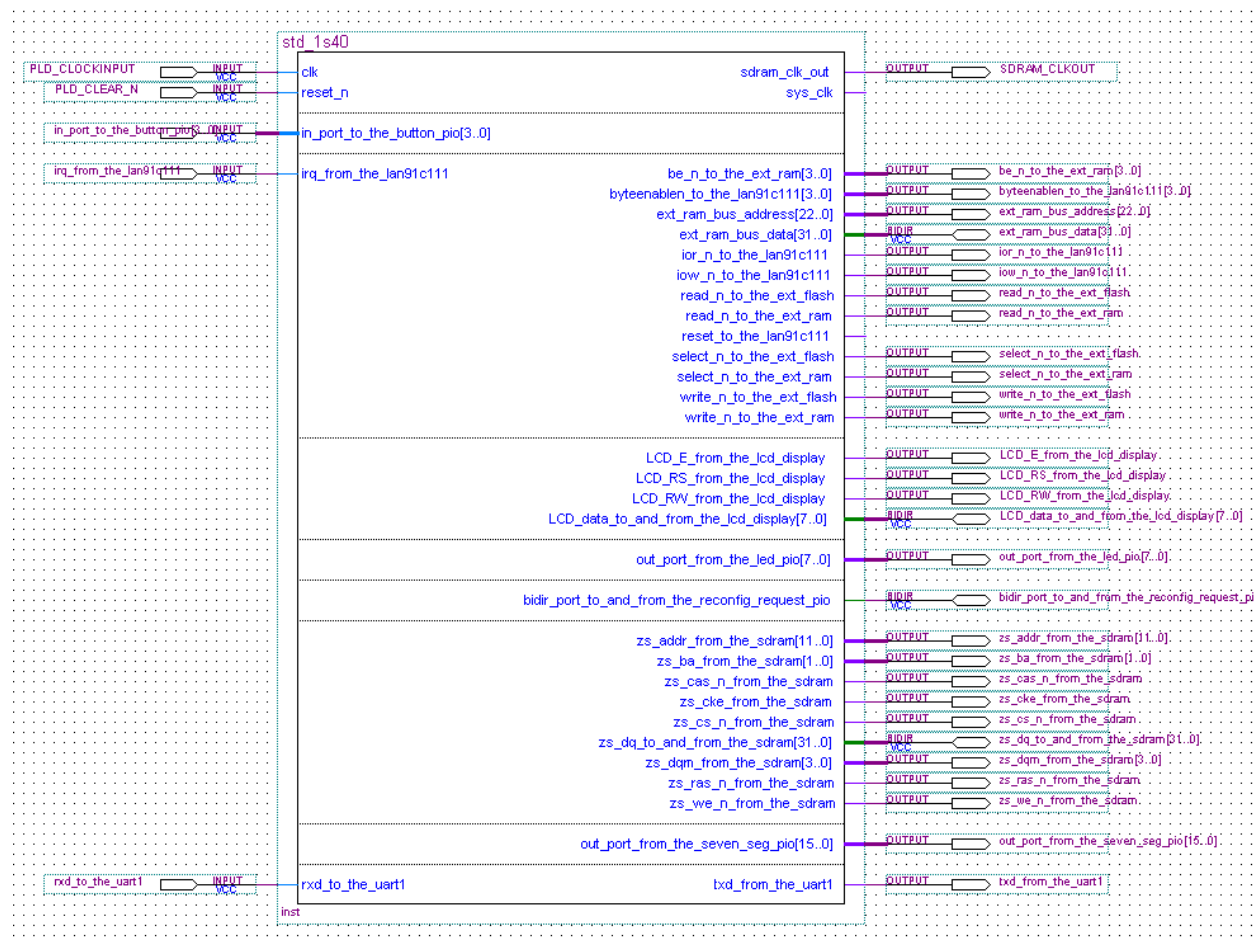 std_1s40
PLD_CLOCKINPUT INPUT VCC clk sdram_clk_out OUTPUT SDRAM_CLKOUT
PLD_CLEAR_N INPUT VCC reset_n sys_clk
in_port_to_the_button_pio[3..0] INPUT VCC in_port_to_the_button_pio[3..0]
irq_from_the_lan91c111 INPUT VCC irq_from_the_lan91c111 be_n_to_the_ext_ram[3..0] OUTPUT be_n_to_the_ext_ram[3..0]
byteenablen_to_the_lan91c111[3..0] OUTPUT byteenablen_to_the_lan91c111[3..0]
ext_ram_bus_address[22..0] OUTPUT ext_ram_bus_address[22..0]
ext_ram_bus_data[31..0] BIDIR VCC ext_ram_bus_data[31..0]
ior_n_to_the_lan91c111 OUTPUT ior_n_to_the_lan91c111
iow_n_to_the_lan91c111 OUTPUT iow_n_to_the_lan91c111
read_n_to_the_ext_flash OUTPUT read_n_to_the_ext_flash
read_n_to_the_ext_ram OUTPUT read_n_to_the_ext_ram
reset_to_the_lan91c111
select_n_to_the_ext_flash OUTPUT select_n_to_the_ext_flash
select_n_to_the_ext_ram OUTPUT select_n_to_the_ext_ram
write_n_to_the_ext_flash OUTPUT write_n_to_the_ext_flash
write_n_to_the_ext_ram OUTPUT write_n_to_the_ext_ram
LCD_E_from_the_lcd_display OUTPUT LCD_E_from_the_lcd_display
LCD_RS_from_the_lcd_display OUTPUT LCD_RS_from_the_lcd_display
LCD_RW_from_the_lcd_display OUTPUT LCD_RW_from_the_lcd_display
LCD_data_to_and_from_the_lcd_display[7..0] BIDIR VCC LCD_data_to_and_from_the_lcd_display[7..0]
out_port_from_the_led_pio[7..0] OUTPUT out_port_from_the_led_pio[7..0]
bidir_port_to_and_from_the_reconfig_request_pio BIDIR VCC bidir_port_to_and_from_the_reconfig_request_pi
zs_addr_from_the_sdram[11..0] OUTPUT zs_addr_from_the_sdram[11..0]
zs_ba_from_the_sdram[1..0] OUTPUT zs_ba_from_the_sdram[1..0]
zs_cas_n_from_the_sdram OUTPUT zs_cas_n_from_the_sdram
zs_cke_from_the_sdram OUTPUT zs_cke_from_the_sdram
zs_cs_n_from_the_sdram OUTPUT zs_cs_n_from_the_sdram
zs_dq_to_and_from_the_sdram[31..0] BIDIR VCC zs_dq_to_and_from_the_sdram[31..0]
zs_dqm_from_the_sdram[3..0] OUTPUT zs_dqm_from_the_sdram[3..0]
zs_ras_n_from_the_sdram OUTPUT zs_ras_n_from_the_sdram
zs_we_n_from_the_sdram OUTPUT zs_we_n_from_the_sdram
out_port_from_the_seven_seg_pio[15..0] OUTPUT out_port_from_the_seven_seg_pio[15..0]
rxd_to_the_uart1 INPUT VCC rxd_to_the_uart1 txd_from_the_uart1 OUTPUT txd_from_the_uart1
inst